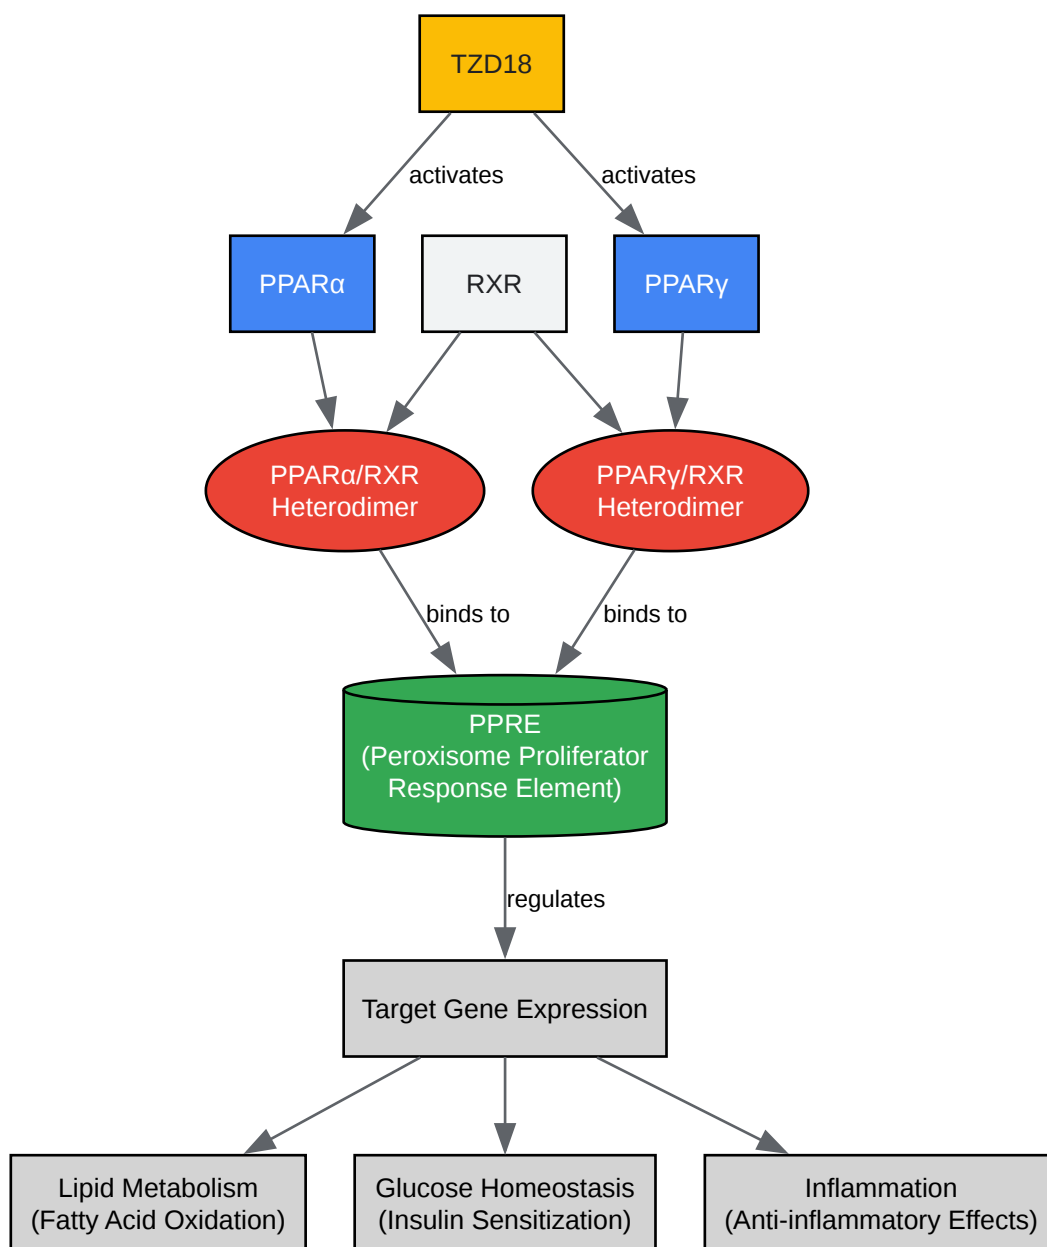 TZD18
activates
activates
PPARα
RXR
PPARγ
PPARα/RXR
Heterodimer
PPARγ/RXR
Heterodimer
binds to
binds to
PPRE
(Peroxisome Proliferator
Response Element)
regulates
Target Gene Expression
Lipid Metabolism
(Fatty Acid Oxidation)
Glucose Homeostasis
(Insulin Sensitization)
Inflammation
(Anti-inflammatory Effects)